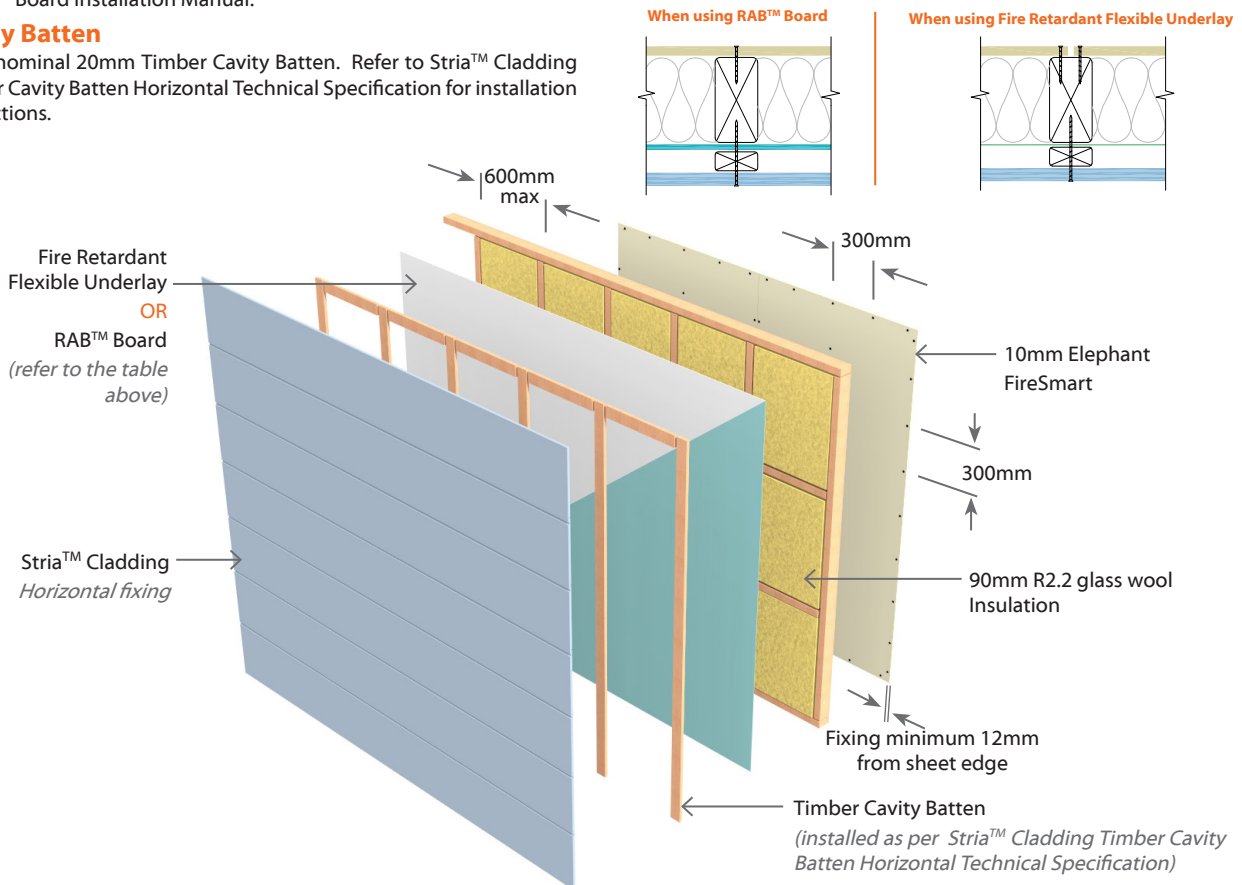 Board Installation Manual.
y Batten
nominal 20mm Timber Cavity Batten. Refer to Stria™ Cladding
r Cavity Batten Horizontal Technical Specification for installation
ctions.
When using RAB™ Board
When using Fire Retardant Flexible Underlay
600mm
max
300mm
Fire Retardant
Flexible Underlay
OR
RAB™ Board
(refer to the table
above)
10mm Elephant
FireSmart
300mm
Stria™ Cladding
Horizontal fixing
90mm R2.2 glass wool
Insulation
Fixing minimum 12mm
from sheet edge
Timber Cavity Batten
(installed as per Stria™ Cladding Timber Cavity
Batten Horizontal Technical Specification)